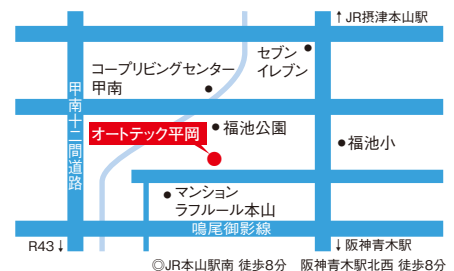 ↑JR摂津本山駅
セブン
イレブン
コープリビングセンター
甲南
甲南十二間道路
オートテック平岡
福池公園
福池小
マンション
ラフルール本山
鳴尾御影線
R43↓
↓阪神青木駅
◎JR本山駅南 徒歩8分　阪神青木駅北西 徒歩8分